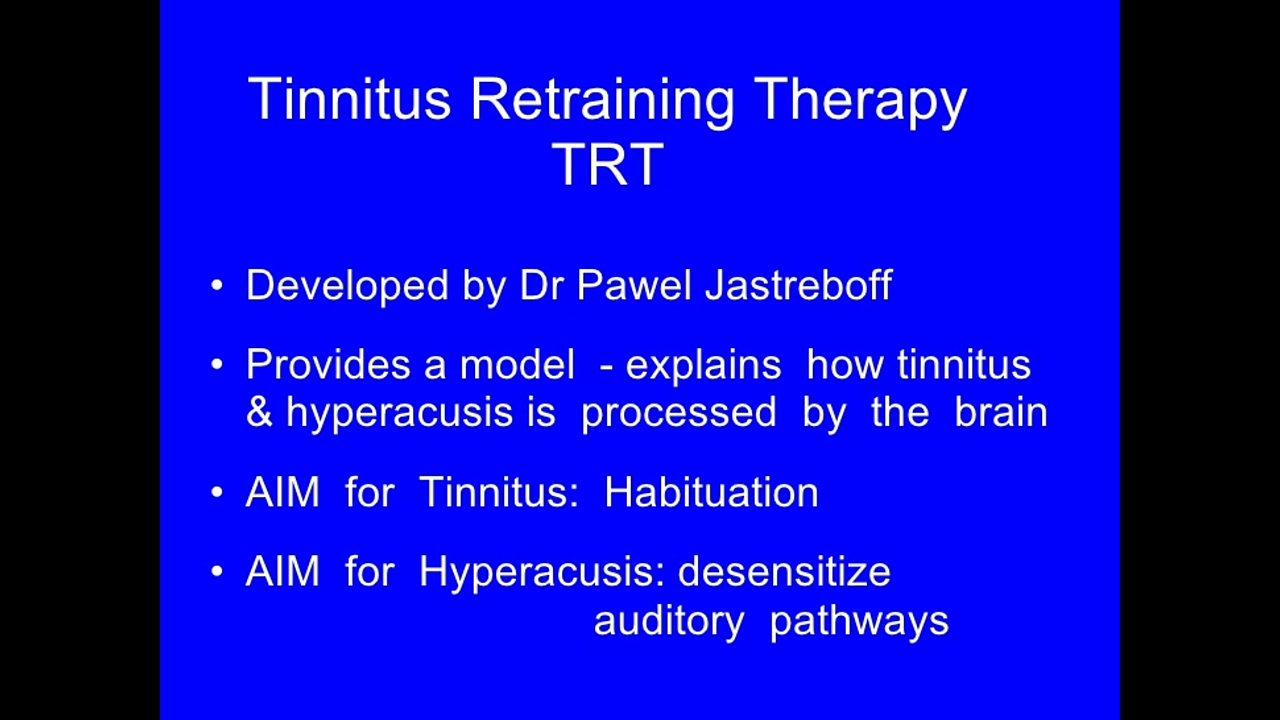 Tinnitus Retraining Therapy
TRT
• Developed by Dr Pawel Jastreboff
• Provides a model - explains how tinnitus
& hyperacusis is processed by the brain
• AIM for Tinnitus: Habituation
• AIM for Hyperacusis: desensitize
auditory pathways